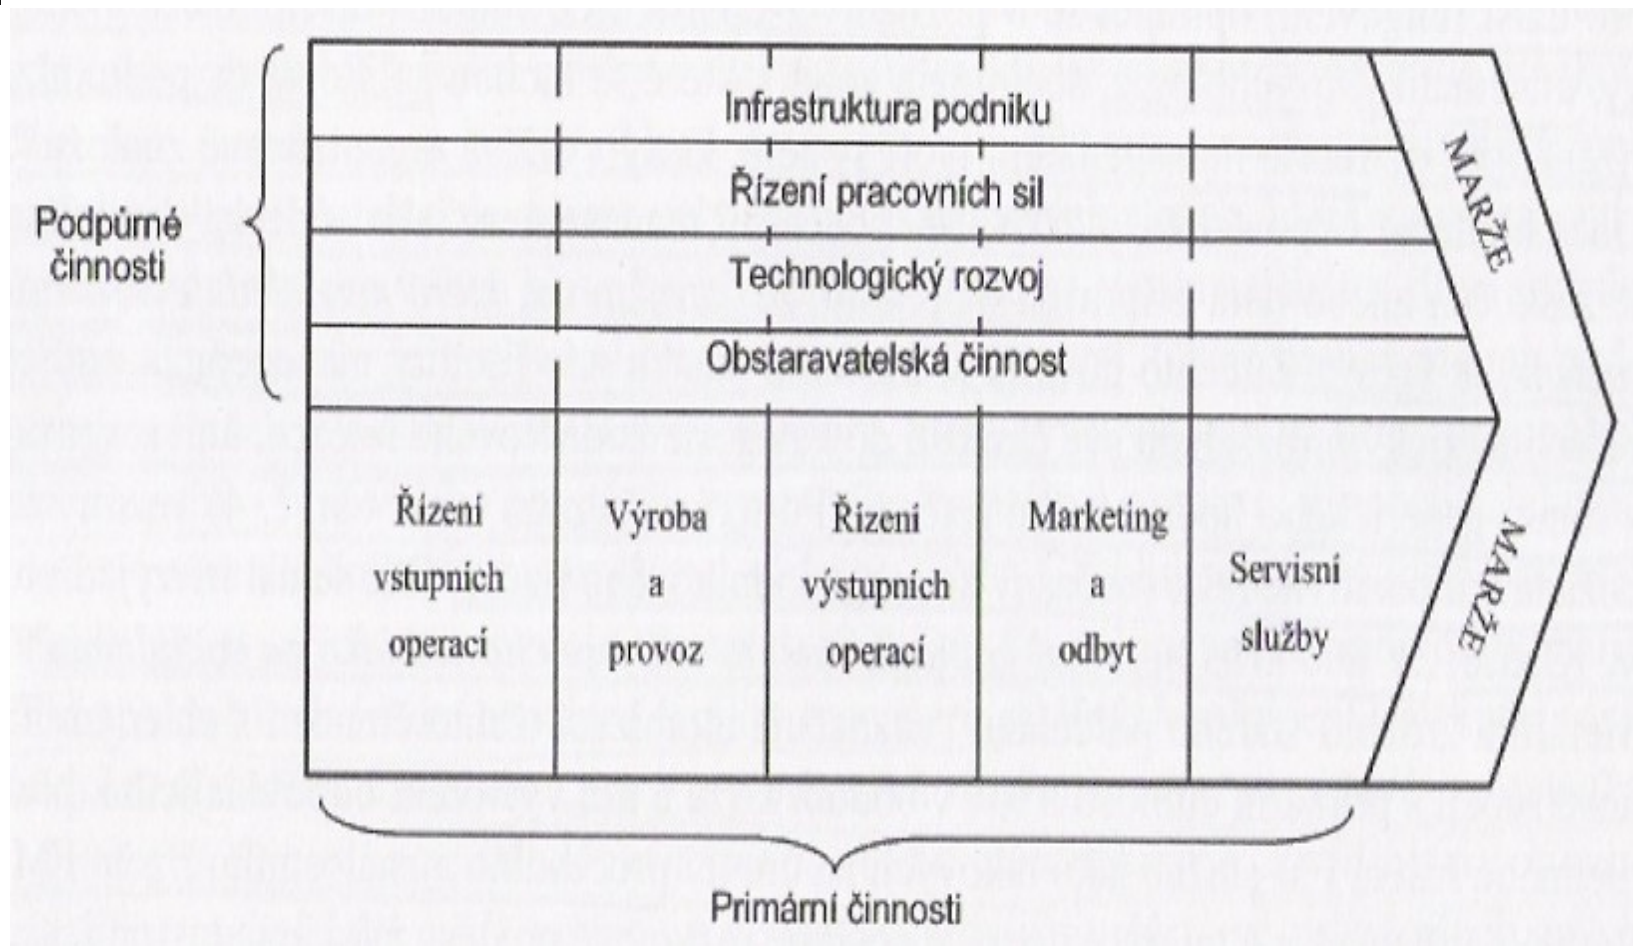 Podpůrné
činnosti
Infrastruktura podniku
Řízení pracovních sil
Technologický rozvoj
Obstaravatelská činnost
MARŽE
MARŽE
Řízení
vstupních
operací
Výroba
a
provoz
Řízení
výstupních
operací
Marketing
a
odbyt
Servisní
služby
Primární činnosti